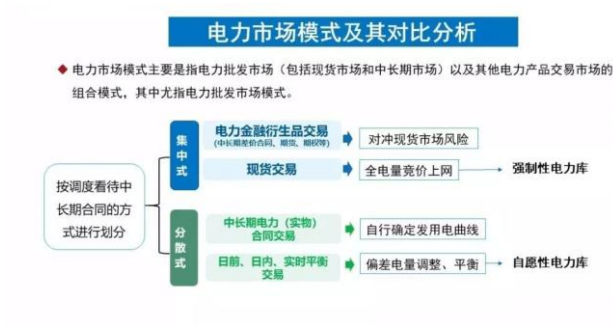 电力市场模式及其对比分析
◆ 电力市场模式主要是指电力批发市场（包括现货市场和中长期市场）以及其他电力产品交易市场的
组合模式，其中尤指电力批发市场模式。
按调度看待中
长期合同的方
式进行划分
集中式
电力金融衍生品交易
(中长期差价合同、期货、期权等)
对冲现货市场风险
现货交易
全电量竞价上网
强制性电力库
分散式
中长期电力（实物）
合同交易
自行确定发用电曲线
日前、日内、实时平衡
交易
偏差电量调整、平衡
自愿性电力库